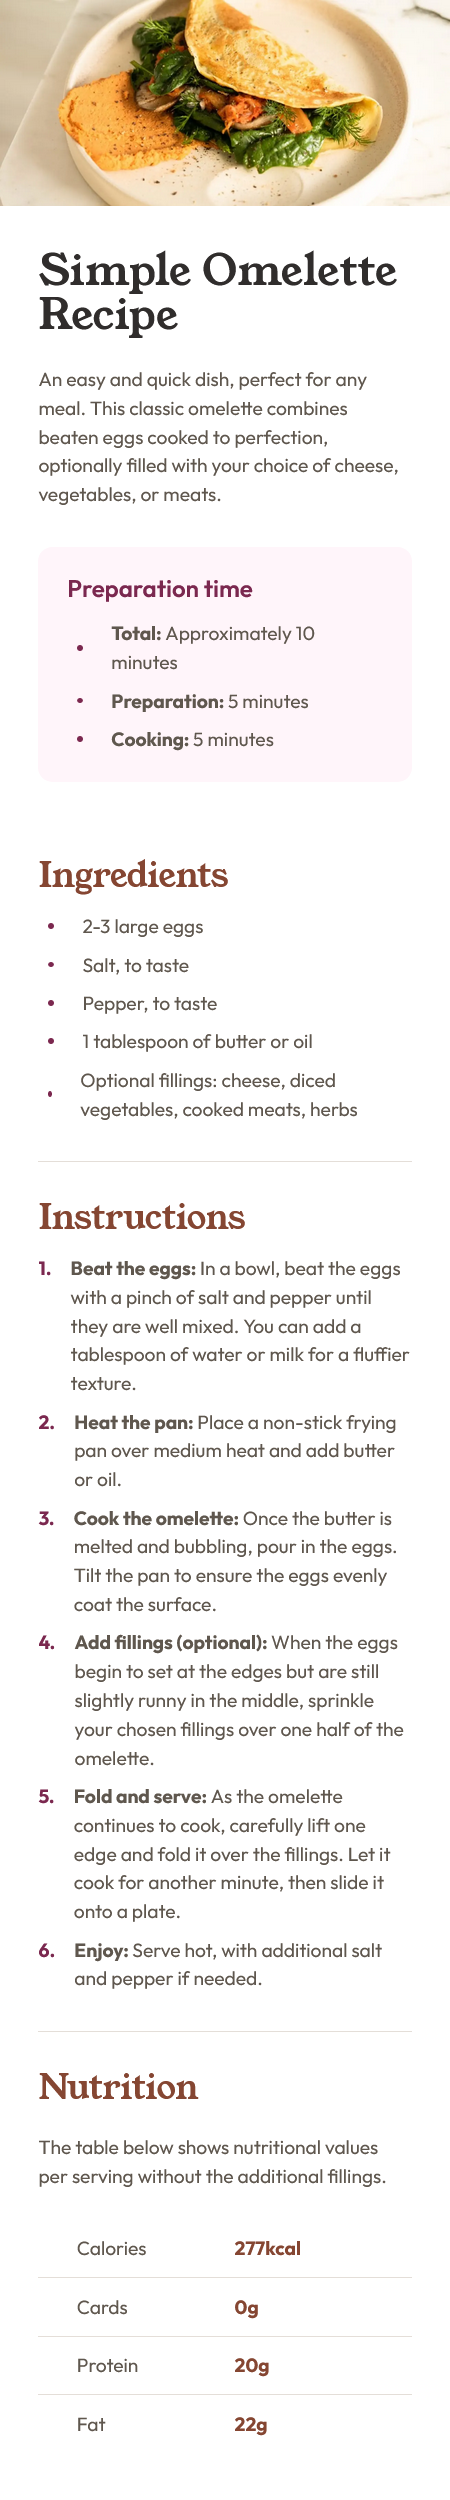 Simple Omelette
Recipe
An easy and quick dish, perfect for any
meal. This classic omelette combines
beaten eggs cooked to perfection,
optionally filled with your choice of cheese,
vegetables, or meats.
Preparation time
• Total: Approximately 10
minutes
• Preparation: 5 minutes
• Cooking: 5 minutes
Ingredients
• 2-3 large eggs
• Salt, to taste
• Pepper, to taste
• 1 tablespoon of butter or oil
• Optional fillings: cheese, diced
vegetables, cooked meats, herbs
Instructions
1. Beat the eggs: In a bowl, beat the eggs
with a pinch of salt and pepper until
they are well mixed. You can add a
tablespoon of water or milk for a fluffier
texture.
2. Heat the pan: Place a non-stick frying
pan over medium heat and add butter
or oil.
3. Cook the omelette: Once the butter is
melted and bubbling, pour in the eggs.
Tilt the pan to ensure the eggs evenly
coat the surface.
4. Add fillings (optional): When the eggs
begin to set at the edges but are still
slightly runny in the middle, sprinkle
your chosen fillings over one half of the
omelette.
5. Fold and serve: As the omelette
continues to cook, carefully lift one
edge and fold it over the fillings. Let it
cook for another minute, then slide it
onto a plate.
6. Enjoy: Serve hot, with additional salt
and pepper if needed.
Nutrition
The table below shows nutritional values
per serving without the additional fillings.
Calories 277kcal
Cards 0g
Protein 20g
Fat 22g